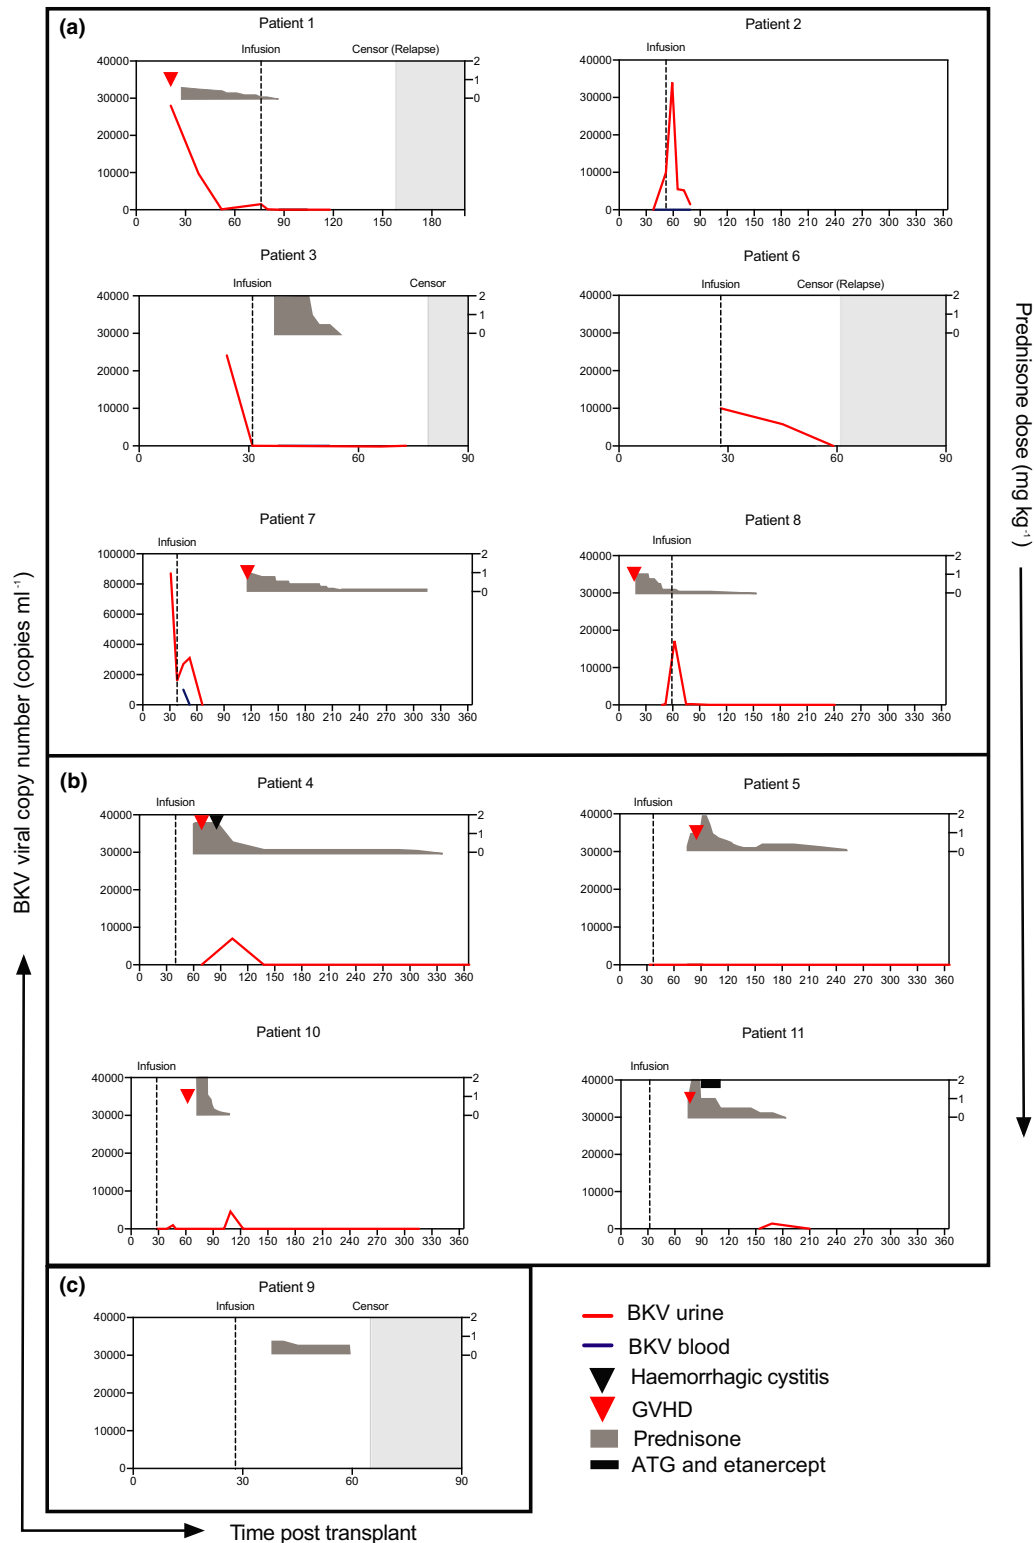 (a)
Patient 1
Infusion
Censor (Relapse)
40000
30000
20000
10000
0
2
1
0
0 30 60 90 120 150 180
Patient 2
Infusion
40000
30000
20000
10000
0
2
1
0
0 30 60 90 120 150 180 210 240 270 300 330 360
Patient 3
Infusion
Censor
40000
30000
20000
10000
0
2
1
0
0 30 60 90
Patient 6
Infusion
Censor (Relapse)
40000
30000
20000
10000
0
2
1
0
0 30 60 90
Patient 7
Infusion
100000
80000
60000
40000
20000
0
2
1
0
0 30 60 90 120 150 180 210 240 270 300 330 360
Patient 8
Infusion
40000
30000
20000
10000
0
2
1
0
0 30 60 90 120 150 180 210 240 270 300 330 360
(b)
Patient 4
Infusion
40000
30000
20000
10000
0
2
1
0
0 30 60 90 120 150 180 210 240 270 300 330 360
Patient 5
Infusion
40000
30000
20000
10000
0
2
1
0
0 30 60 90 120 150 180 210 240 270 300 330 360
Patient 10
Infusion
40000
30000
20000
10000
0
2
1
0
0 30 60 90 120 150 180 210 240 270 300 330 360
Patient 11
Infusion
40000
30000
20000
10000
0
2
1
0
0 30 60 90 120 150 180 210 240 270 300 330 360
(c)
Patient 9
Infusion
Censor
40000
30000
20000
10000
0
2
1
0
0 30 60 90
BKV urine
BKV blood
Haemorrhagic cystitis
GVHD
Prednisone
ATG and etanercept
BKV viral copy number (copies ml⁻¹)
Prednisone dose (mg kg⁻¹)
Time post transplant